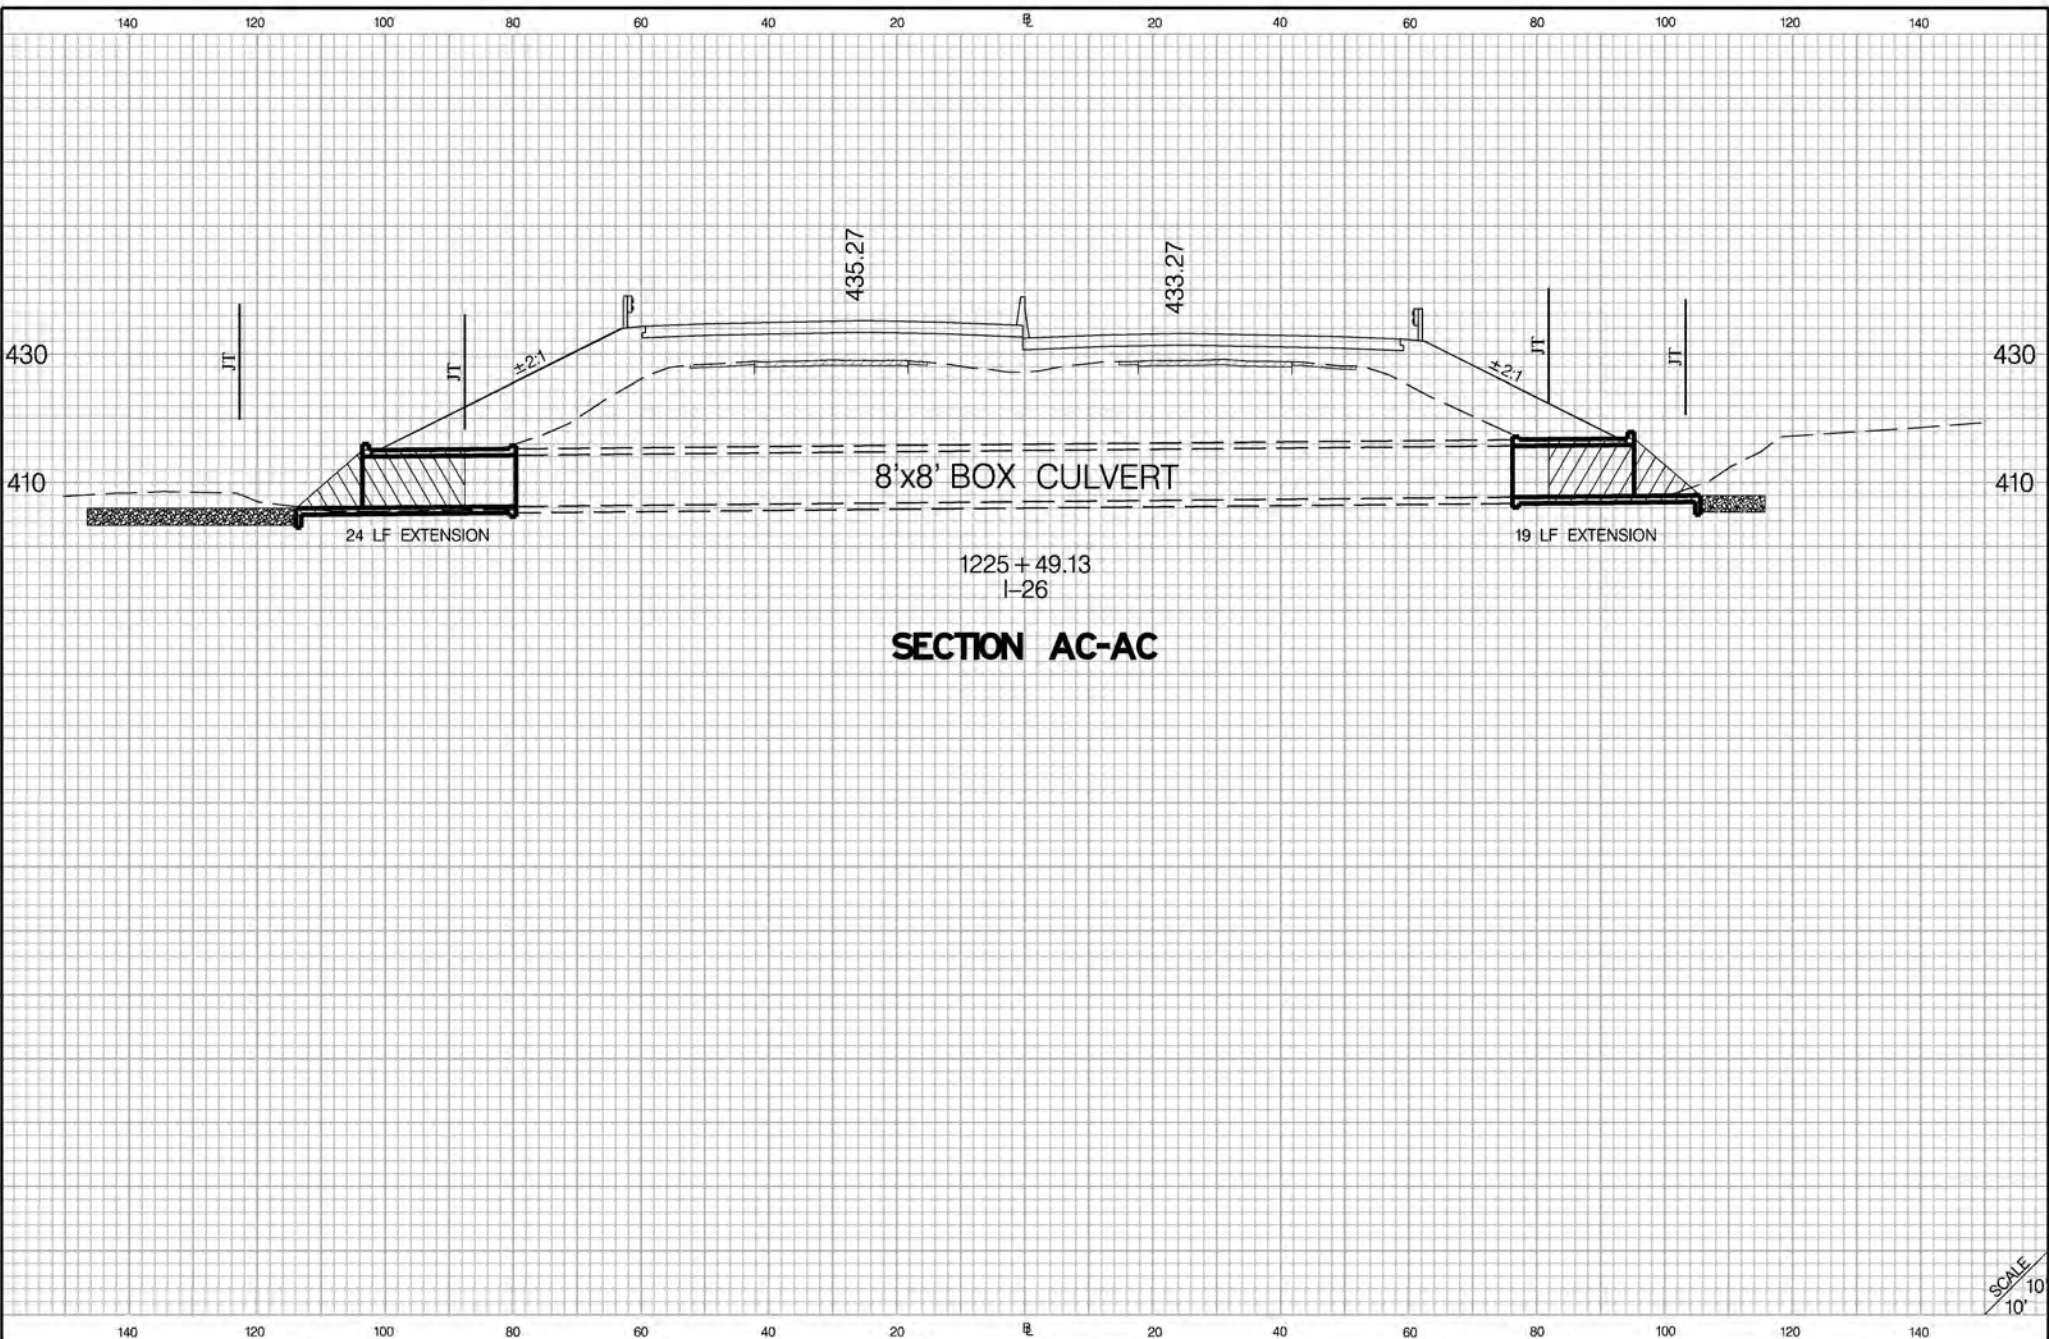 140 120 100 80 60 40 20 ⅊ 20 40 60 80 100 120 140
435.27
433.27
430 JT JT ±2:1 ±2:1 JT JT 430
410 8'x8' BOX CULVERT 410
24 LF EXTENSION 19 LF EXTENSION
1225+49.13
I-26
SECTION AC-AC
SCALE 10'
10'
140 120 100 80 60 40 20 ⅊ 20 40 60 80 100 120 140